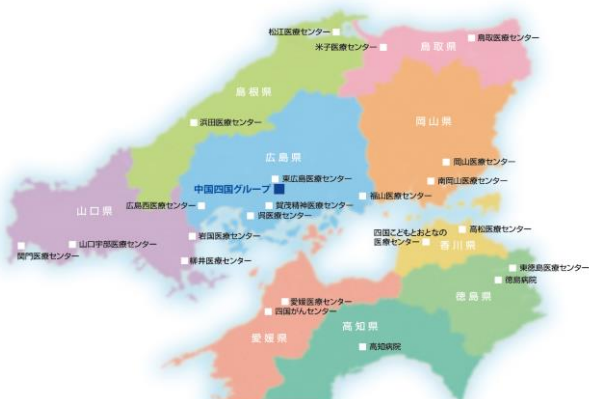 松江医療センター
米子医療センター
鳥取医療センター
鳥取県
島根県
浜田医療センター
岡山県
広島県
岡山医療センター
東広島医療センター
南岡山医療センター
中国四国グループ
福山医療センター
広島西医療センター
賀茂精神医療センター
山口県
呉医療センター
高松医療センター
四国こどもとおとなの
医療センター
岩国医療センター
山口宇部医療センター
香川県
関門医療センター
柳井医療センター
東徳島医療センター
徳島病院
徳島県
愛媛医療センター
四国がんセンター
高知県
愛媛県
高知病院